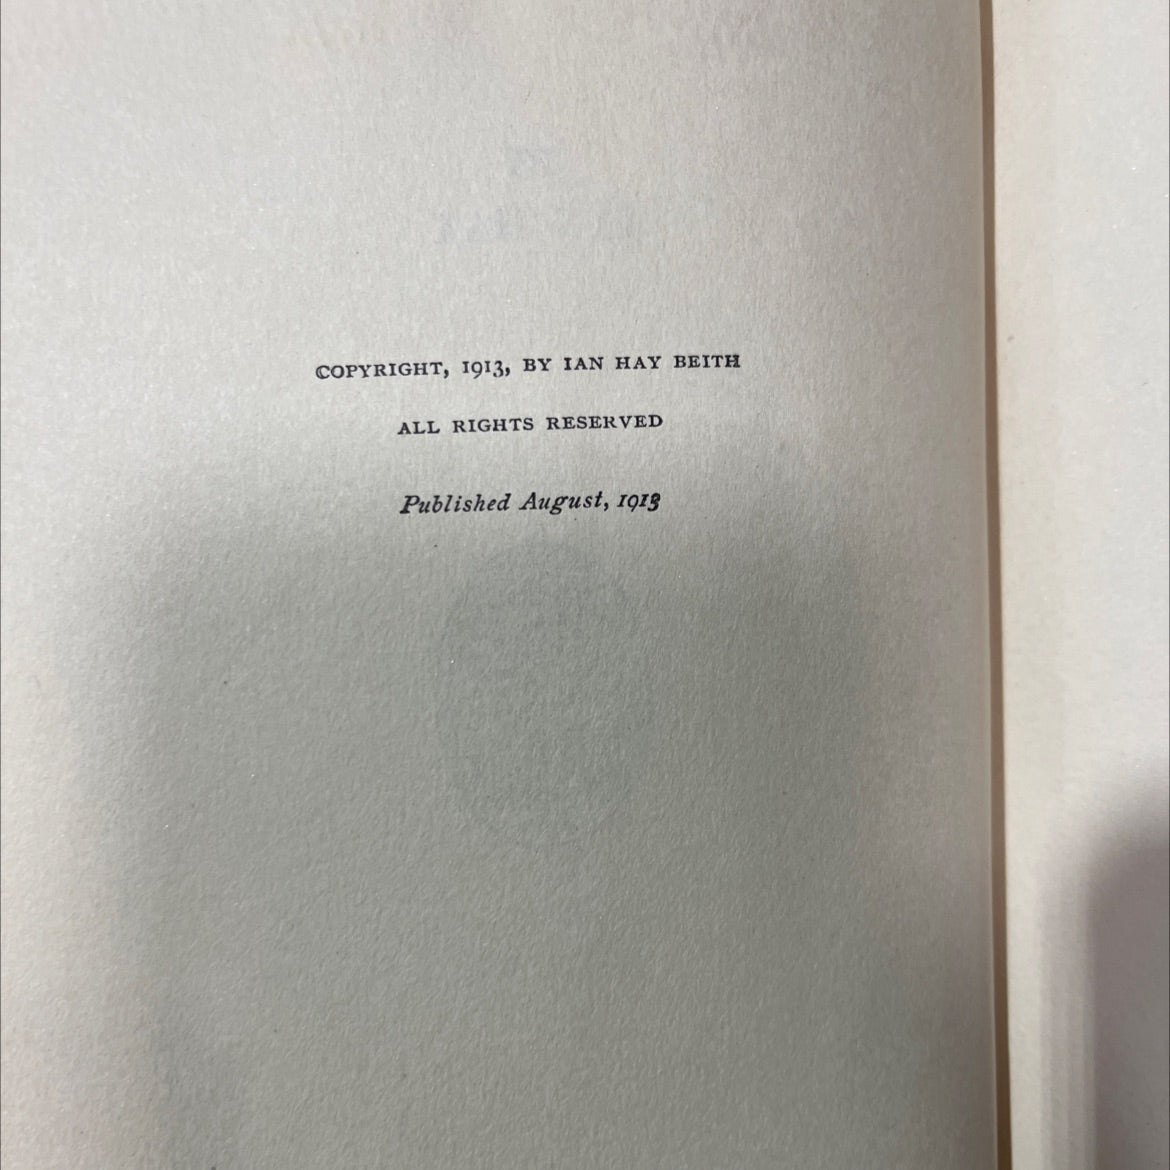 COPYRIGHT, 1913, BY IAN HAY BEITH
ALL RIGHTS RESERVED
Published August, 1913